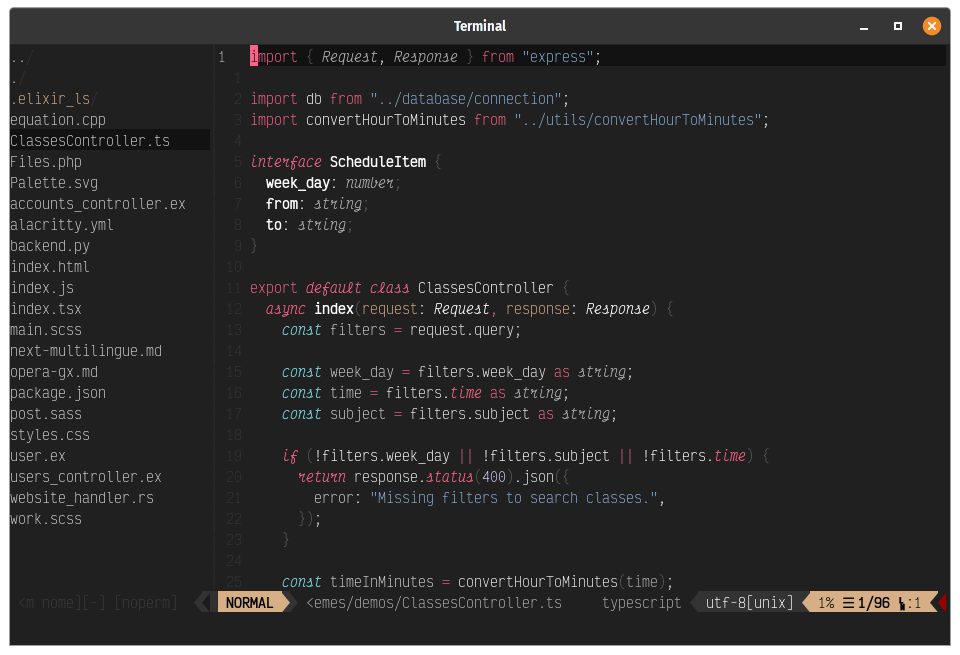 Terminal
../
./
.elixir_ls/
equation.cpp
ClassesController.ts
Files.php
Palette.svg
accounts_controller.ex
alacritty.yml
backend.py
index.html
index.js
index.tsx
main.scss
next-multilingue.md
opera-gx.md
package.json
post.sass
styles.css
user.ex
users_controller.ex
website_handler.rs
work.scss
<m nome][-] [noperm]
1 import { Request, Response } from "express";
1
2 import db from "../database/connection";
3 import convertHourToMinutes from "../utils/convertHourToMinutes";
4
5 interface ScheduleItem {
6 week_day: number;
7 from: string;
8 to: string;
9 }
10
11 export default class ClassesController {
12 async index(request: Request, response: Response) {
13 const filters = request.query;
14
15 const week_day = filters.week_day as string;
16 const time = filters.time as string;
17 const subject = filters.subject as string;
18
19 if (!filters.week_day || !filters.subject || !filters.time) {
20 return response.status(400).json({
21 error: "Missing filters to search classes.",
22 });
23 }
24
25 const timeInMinutes = convertHourToMinutes(time);
NORMAL <emes/demos/ClassesController.ts typescript utf-8[unix] 1% ☰ 1/96 :1